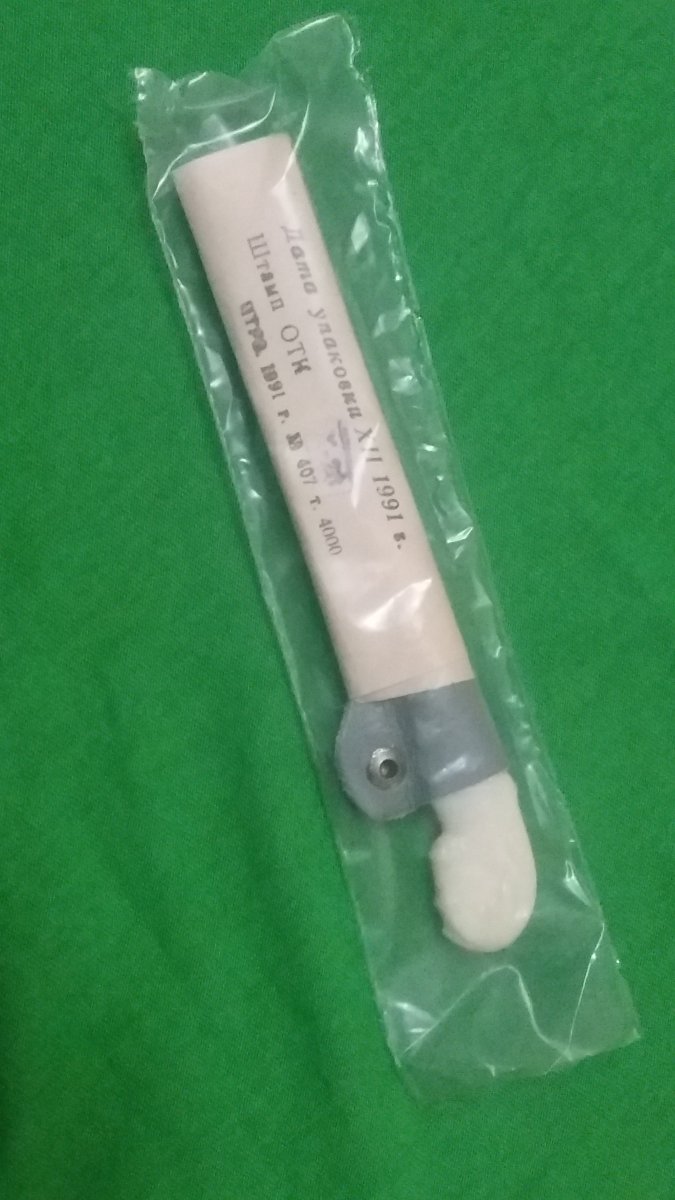 Дата упаковки XII 1991 г.
Штамп ОТК
1991 г. № 407 т. 4000